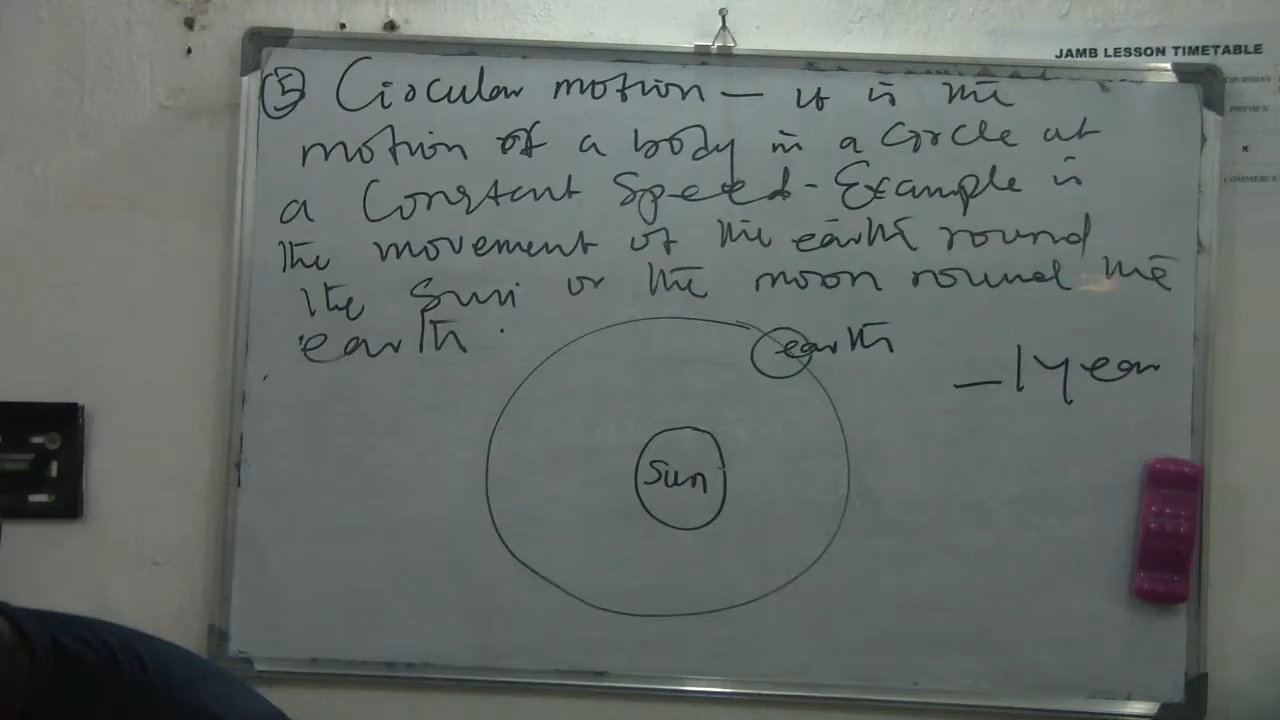 JAMB LESSON TIMETABLE
⑤ Circular motion – it is the
motion of a body in a circle at
a constant speed - Example is
the movement of the earth round
the sun or the moon round the
earth.
earth
– 1 year
Sun